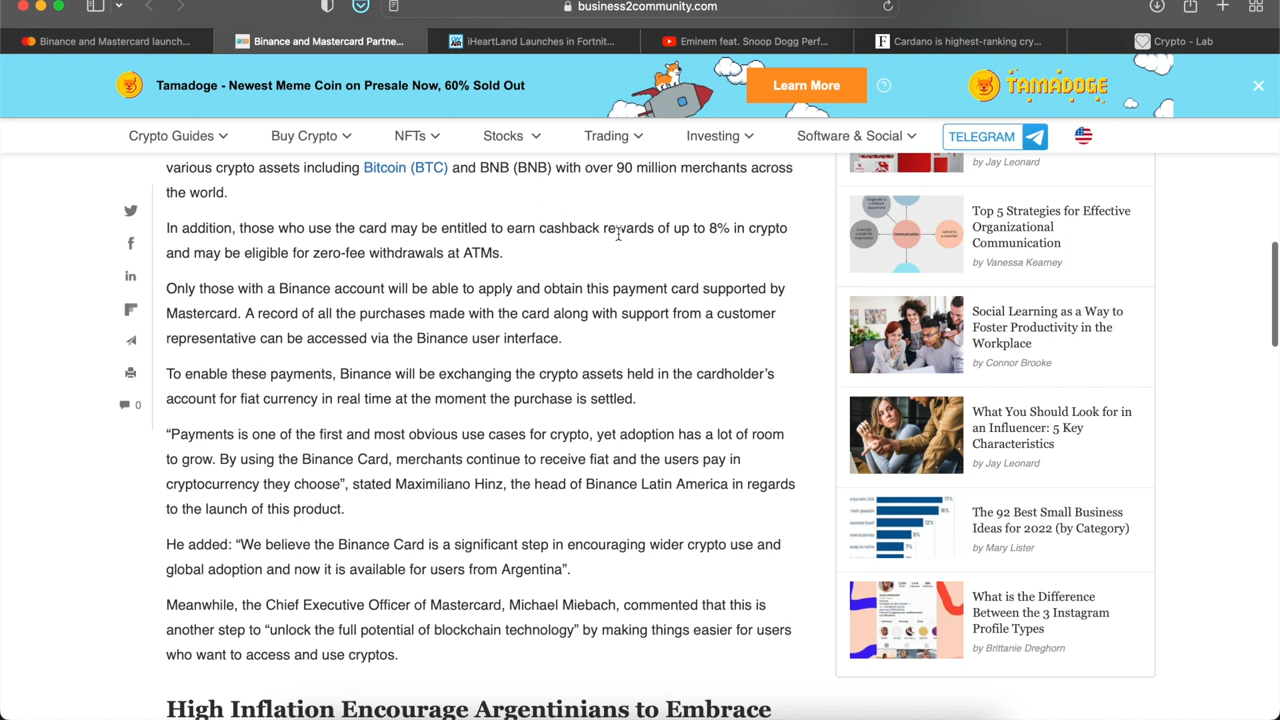 business2community.com
Binance and Mastercard launch...
Binance and Mastercard Partne...
iHeartLand Launches in Fortnit...
Eminem feat. Snoop Dogg Perf...
Cardano is highest-ranking cry...
Crypto - Lab
Tamadoge - Newest Meme Coin on Presale Now, 60% Sold Out
Learn More
TAMADOGE
Crypto Guides
Buy Crypto
NFTs
Stocks
Trading
Investing
Software & Social
TELEGRAM
various crypto assets including Bitcoin (BTC) and BNB (BNB) with over 90 million merchants across
the world.
In addition, those who use the card may be entitled to earn cashback rewards of up to 8% in crypto
and may be eligible for zero-fee withdrawals at ATMs.
Only those with a Binance account will be able to apply and obtain this payment card supported by
Mastercard. A record of all the purchases made with the card along with support from a customer
representative can be accessed via the Binance user interface.
To enable these payments, Binance will be exchanging the crypto assets held in the cardholder’s
account for fiat currency in real time at the moment the purchase is settled.
0
“Payments is one of the first and most obvious use cases for crypto, yet adoption has a lot of room
to grow. By using the Binance Card, merchants continue to receive fiat and the users pay in
cryptocurrency they choose”, stated Maximiliano Hinz, the head of Binance Latin America in regards
to the launch of this product.
He added: “We believe the Binance Card is a significant step in encouraging wider crypto use and
global adoption and now it is available for users from Argentina”.
Meanwhile, the Chief Executive Officer of Mastercard, Michael Miebach, commented that this is
another step to “unlock the full potential of blockchain technology” by making things easier for users
who want to access and use cryptos.
High Inflation Encourage Argentinians to Embrace
by Jay Leonard
Top 5 Strategies for Effective
Organizational
Communication
by Vanessa Kearney
Social Learning as a Way to
Foster Productivity in the
Workplace
by Connor Brooke
What You Should Look for in
an Influencer: 5 Key
Characteristics
by Jay Leonard
The 92 Best Small Business
Ideas for 2022 (by Category)
by Mary Lister
What is the Difference
between the 3 Instagram
Profile Types
by Brittanie Dreghorn